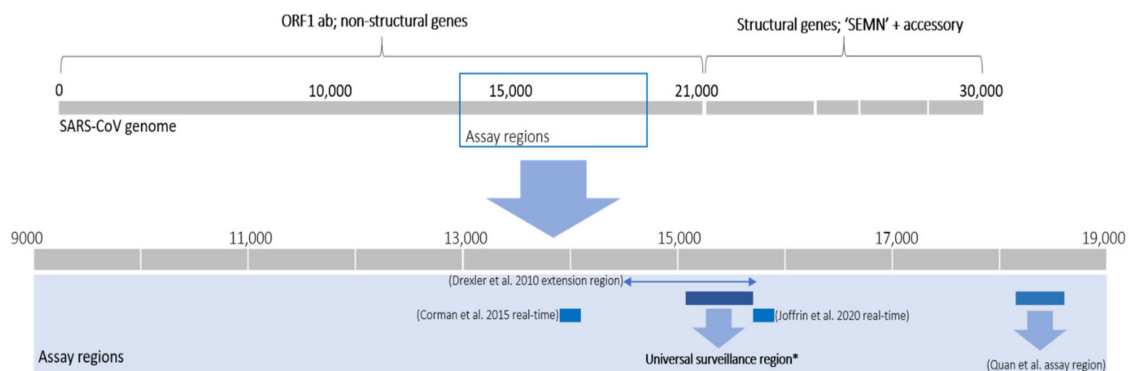 ORF1 ab; non-structural genes
Structural genes; ‘SEMN’ + accessory
0 10,000 15,000 21,000 30,000
SARS-CoV genome
Assay regions
9000 11,000 13,000 15,000 17,000 19,000
(Drexler et al. 2010 extension region)
(Corman et al. 2015 real-time)
(Joffrin et al. 2020 real-time)
Assay regions
Universal surveillance region*
(Quan et al. assay region)